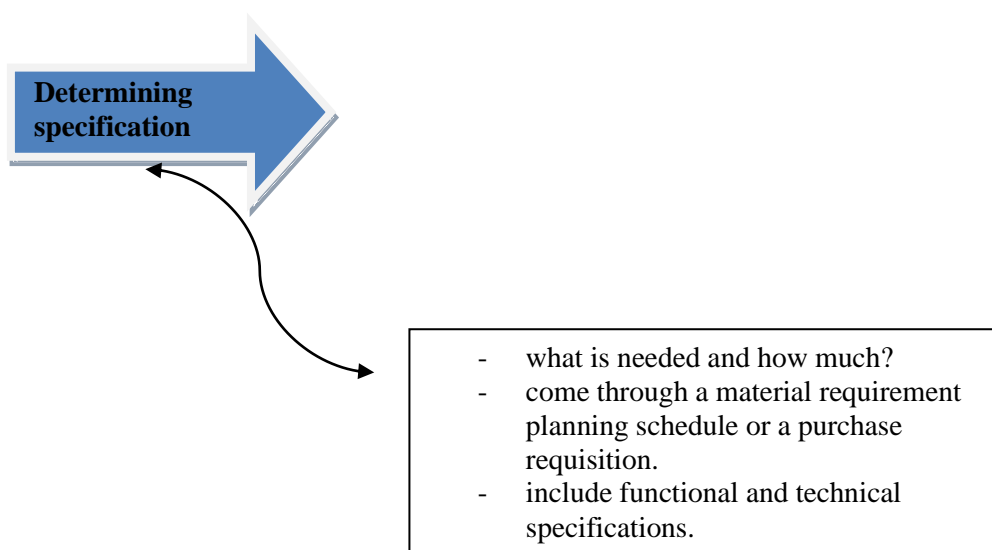 Determining
specification
- what is needed and how much?
- come through a material requirement
planning schedule or a purchase
requisition.
- include functional and technical
specifications.